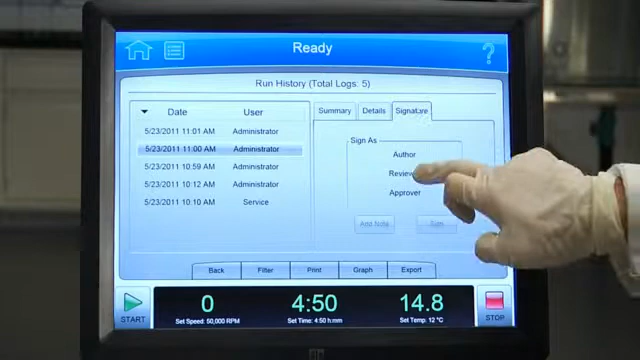 Ready
?
Run History (Total Logs: 5)
Date User
5/23/2011 11:01 AM Administrator
5/23/2011 11:00 AM Administrator
5/23/2011 10:59 AM Administrator
5/23/2011 10:12 AM Administrator
5/23/2011 10:10 AM Service
Summary Details Signature
Sign As
Author
Approver
Add Note Sign
Back Filter Print Graph Export
START
0 4:50 14.8
Set Speed: 50,000 RPM Set Time: 4:50 h:mm Set Temp: 12 °C
STOP